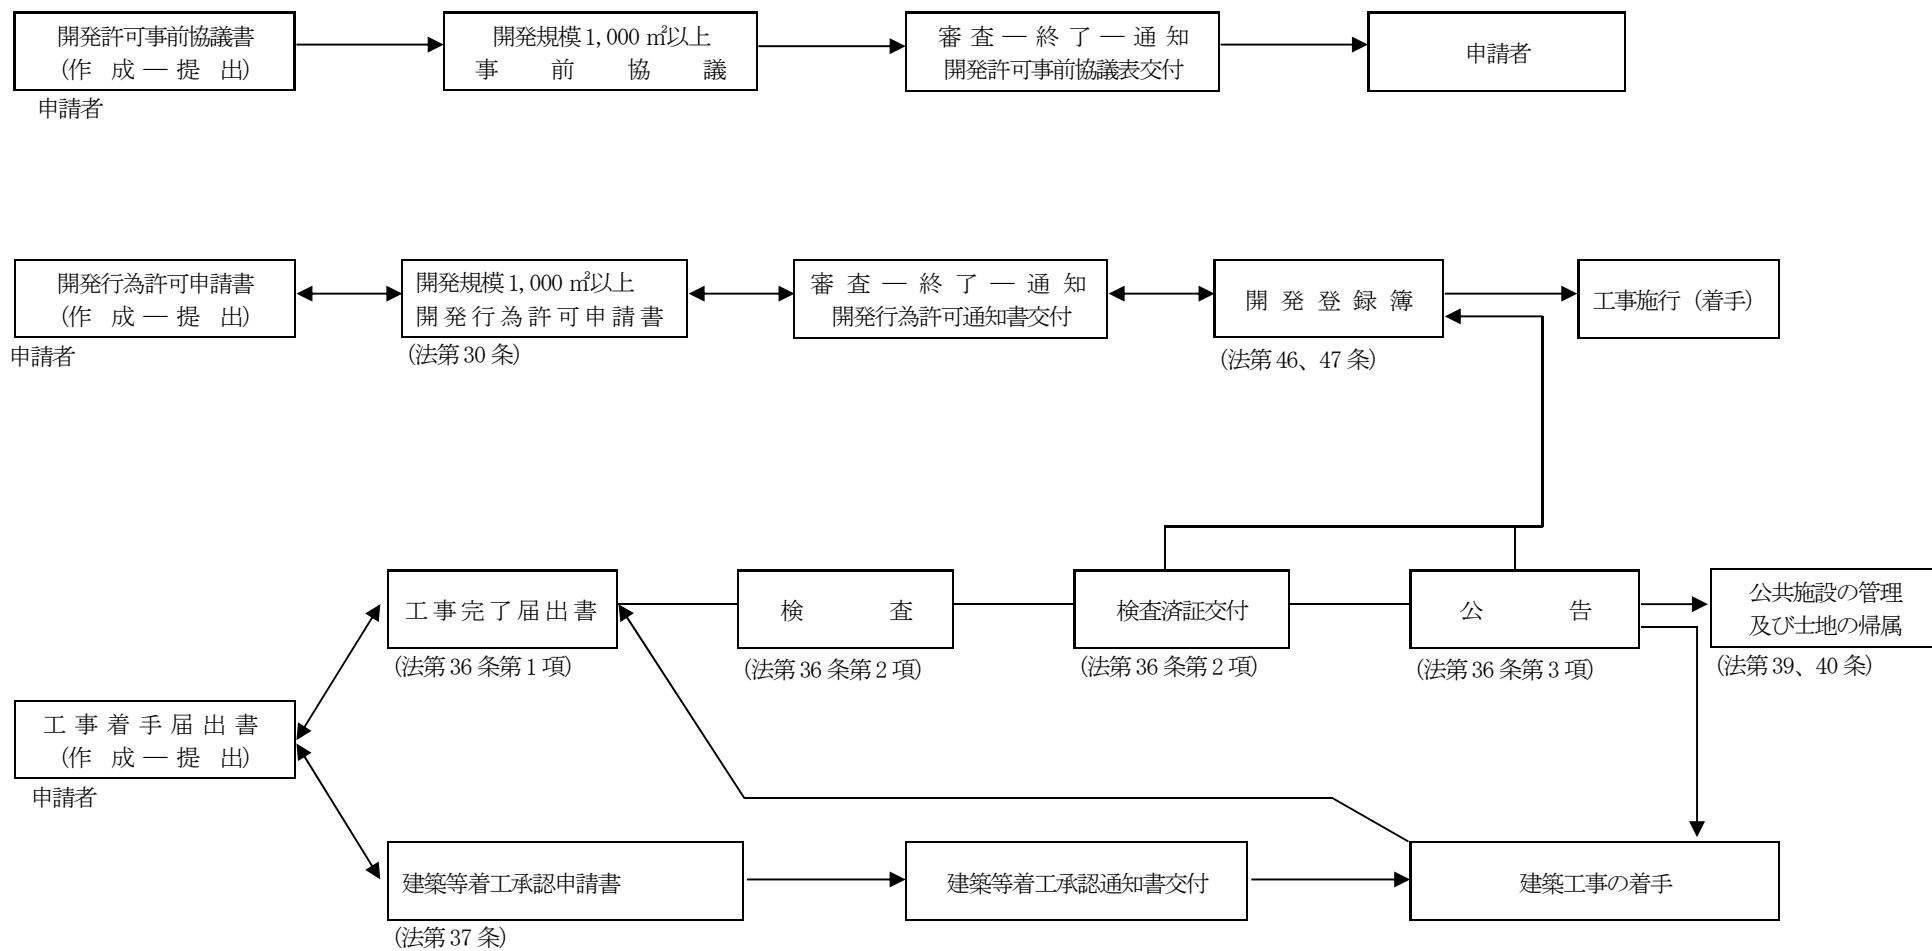 開発許可事前協議書
(作 成 ― 提 出)
申請者
開発規模1,000㎡以上
事 前 協 議
審 査 ― 終 了 ― 通 知
開発許可事前協議表交付
申請者
開発行為許可申請書
(作 成 ― 提 出)
申請者
開発規模1,000㎡以上
開発行為許可申請書
(法第30条)
審 査 ― 終 了 ― 通 知
開発行為許可通知書交付
開 発 登 録 簿
(法第46、47条)
工事施行(着手)
工事完了届出書
(法第36条第1項)
検 査
(法第36条第2項)
検査済証交付
(法第36条第2項)
公 告
(法第36条第3項)
公共施設の管理
及び土地の帰属
(法第39、40条)
工事着手届出書
(作 成 ― 提 出)
申請者
建築等着工承認申請書
(法第37条)
建築等着工承認通知書交付
建築工事の着手